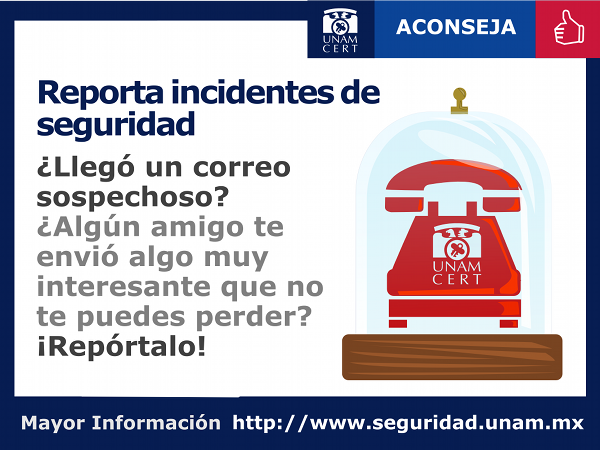 UNAM
CERT
ACONSEJA
Reporta incidentes de
seguridad
¿Llegó un correo
sospechoso?
¿Algún amigo te
envió algo muy
interesante que no
te puedes perder?
¡Repórtalo!
UNAM
CERT
Mayor Información http://www.seguridad.unam.mx